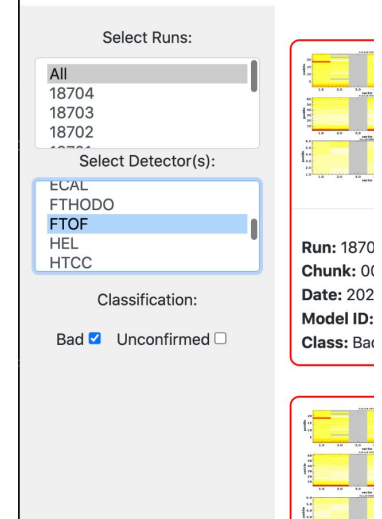 Select Runs:
All
18704
18703
18702
Select Detector(s):
ECAL
FTHODO
FTOF
HEL
HTCC
Classification:
Bad Unconfirmed
Run: 1870
Chunk: 00
Date: 202
Model ID:
Class: Bad